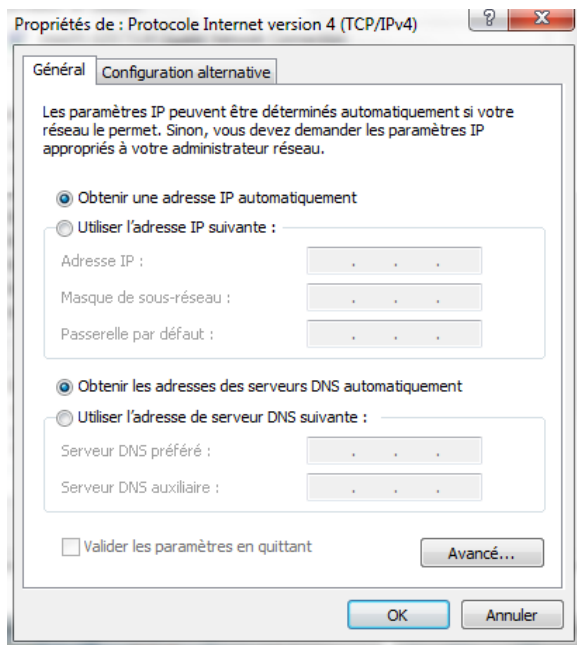 Propriétés de : Protocole Internet version 4 (TCP/IPv4)
Général
Configuration alternative
Les paramètres IP peuvent être déterminés automatiquement si votre
réseau le permet. Sinon, vous devez demander les paramètres IP
appropriés à votre administrateur réseau.
Obtenir une adresse IP automatiquement
Utiliser l'adresse IP suivante :
Adresse IP :
Masque de sous-réseau :
Passerelle par défaut :
Obtenir les adresses des serveurs DNS automatiquement
Utiliser l'adresse de serveur DNS suivante :
Serveur DNS préféré :
Serveur DNS auxiliaire :
Valider les paramètres en quittant
Avancé...
OK
Annuler